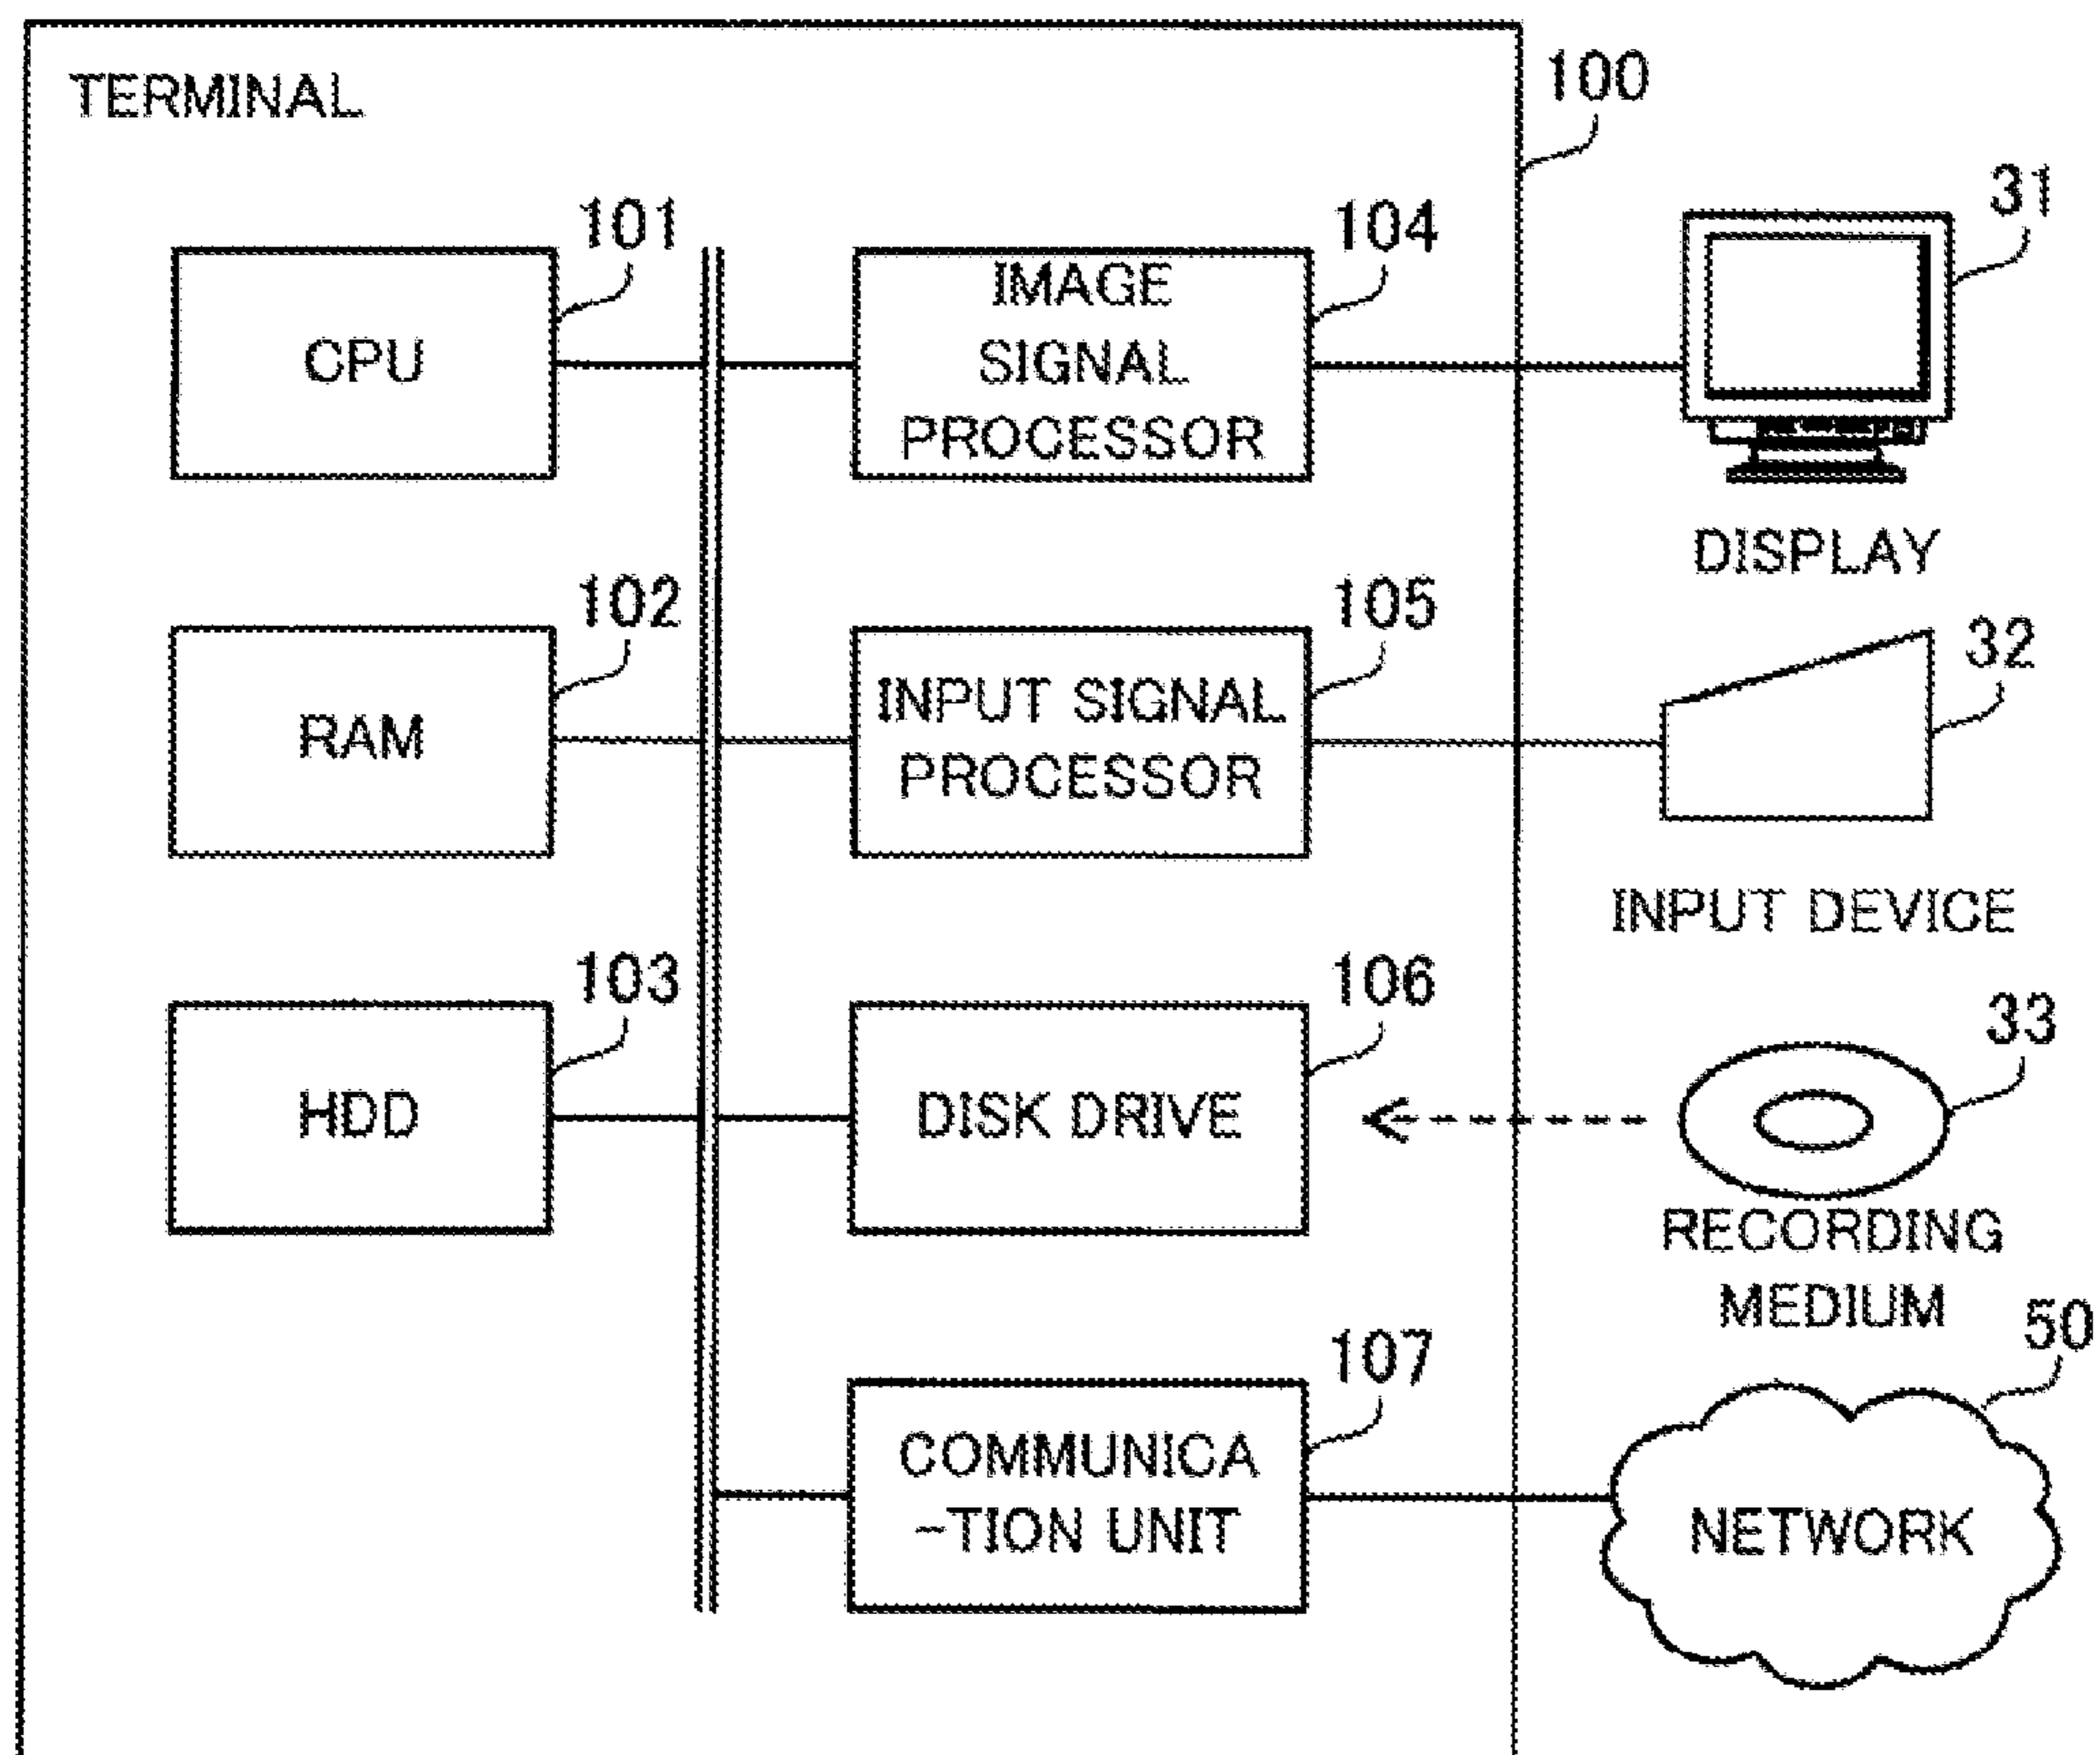 TERMINAL
100
101
CPU
104
IMAGE
SIGNAL
PROCESSOR
31
DISPLAY
102
RAM
105
INPUT SIGNAL
PROCESSOR
32
INPUT DEVICE
103
HDD
106
DISK DRIVE
33
RECORDING
MEDIUM
107
COMMUNICA
-TION UNIT
50
NETWORK